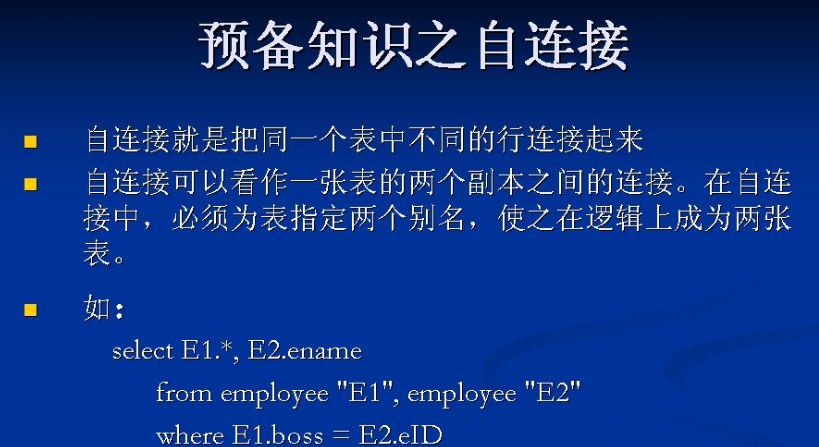 预备知识之自连接
自连接就是把同一个表中不同的行连接起来
自连接可以看作一张表的两个副本之间的连接。在自连
接中，必须为表指定两个别名，使之在逻辑上成为两张
表。
如：
select E1.*, E2.ename
from employee "E1", employee "E2"
where E1.boss = E2.eID